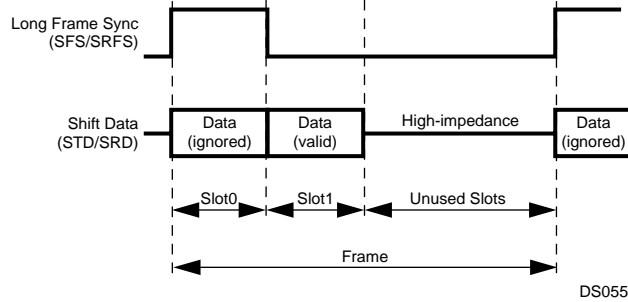 Long Frame Sync
(SFS/SRFS)
Shift Data
(STD/SRD)
Data
(ignored)
Data
(valid)
High-impedance
Data
(ignored)
Slot0
Slot1
Unused Slots
Frame
DS055